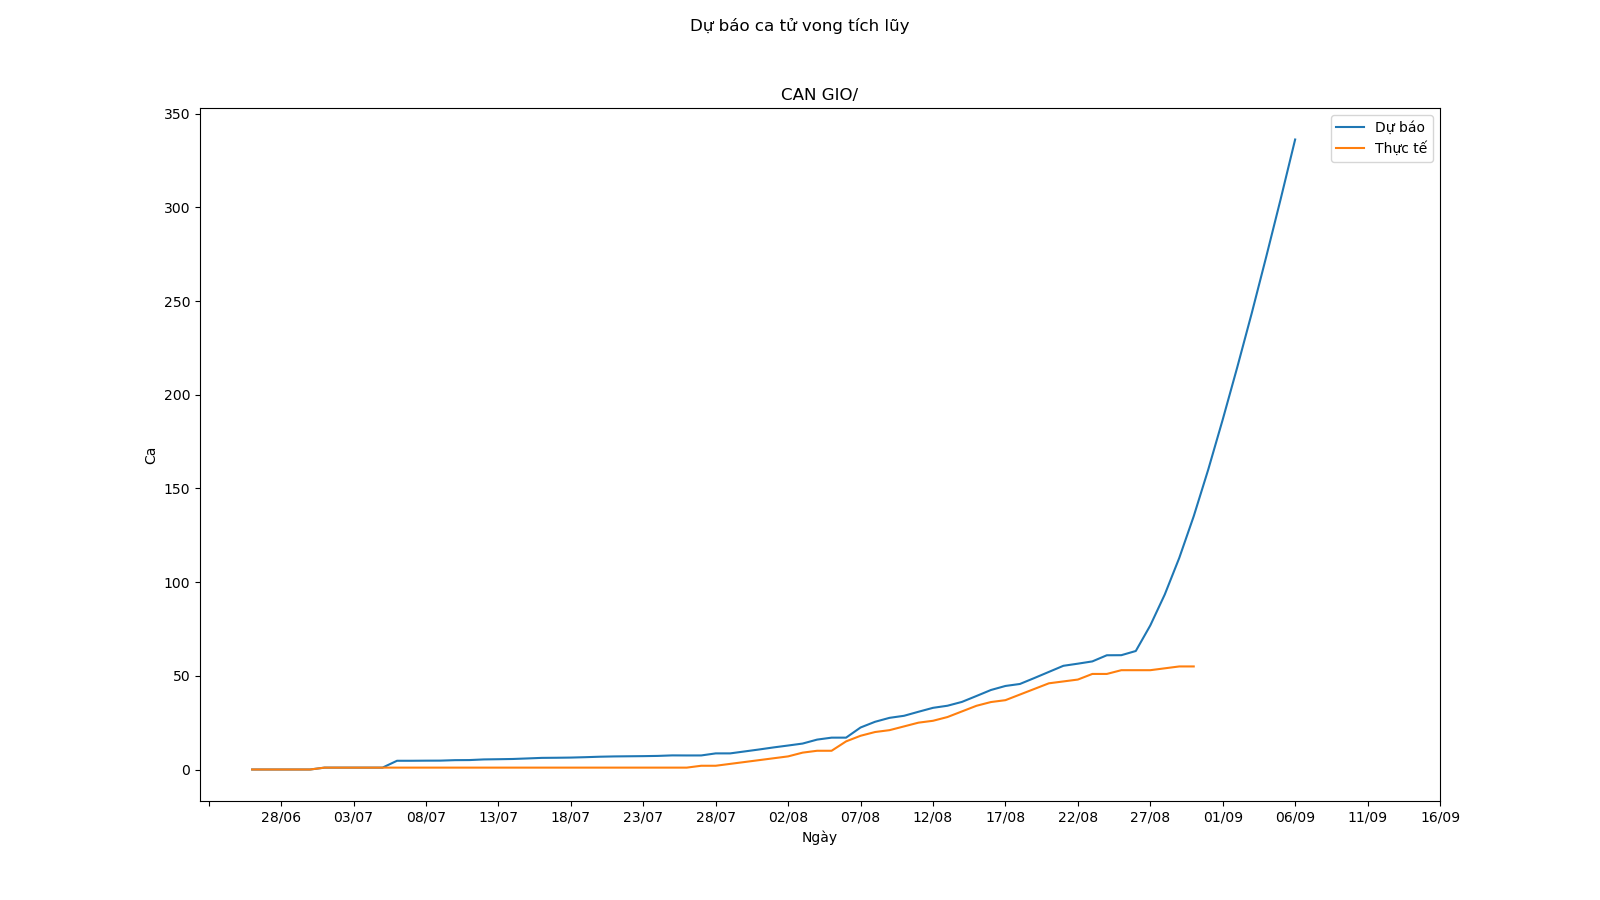 Dự báo ca tử vong tích lũy
CAN GIO/
350
300
250
200
150
100
50
0
Ca
Dự báo
Thực tế
28/06 03/07 08/07 13/07 18/07 23/07 28/07 02/08 07/08 12/08 17/08 22/08 27/08 01/09 06/09 11/09 16/09
Ngày